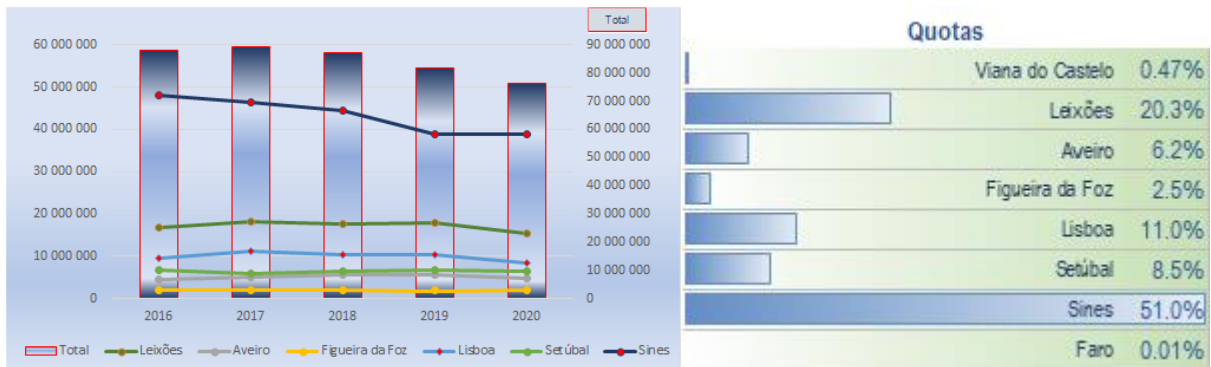 Total
60 000 000
50 000 000
40 000 000
30 000 000
20 000 000
10 000 000
0
90 000 000
80 000 000
70 000 000
60 000 000
50 000 000
40 000 000
30 000 000
20 000 000
10 000 000
0
2016 2017 2018 2019 2020
Total Leixões Aveiro Figueira da Foz Lisboa Setúbal Sines
Quotas
Viana do Castelo 0.47%
Leixões 20.3%
Aveiro 6.2%
Figueira da Foz 2.5%
Lisboa 11.0%
Setúbal 8.5%
Sines 51.0%
Faro 0.01%